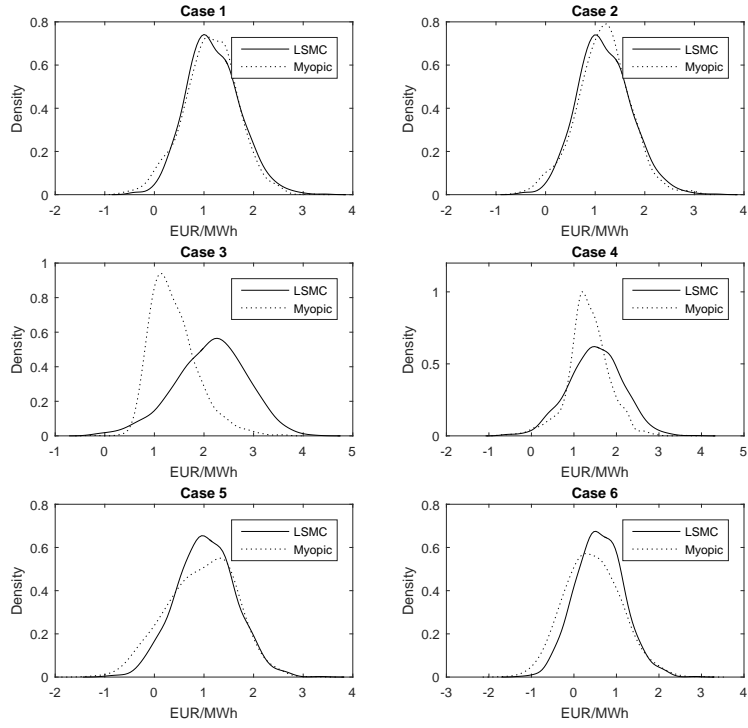 Case 1
0.8
0.6
0.4
0.2
0
Density
LSMC
Myopic
-2 -1 0 1 2 3 4
EUR/MWh
Case 2
0.8
0.6
0.4
0.2
0
Density
LSMC
Myopic
-2 -1 0 1 2 3 4
EUR/MWh
Case 3
1
0.8
0.6
0.4
0.2
0
Density
LSMC
Myopic
-1 0 1 2 3 4 5
EUR/MWh
Case 4
1
0.5
0
Density
LSMC
Myopic
-2 -1 0 1 2 3 4 5
EUR/MWh
Case 5
0.8
0.6
0.4
0.2
0
Density
LSMC
Myopic
-2 -1 0 1 2 3 4
EUR/MWh
Case 6
0.8
0.6
0.4
0.2
0
Density
LSMC
Myopic
-3 -2 -1 0 1 2 3 4
EUR/MWh